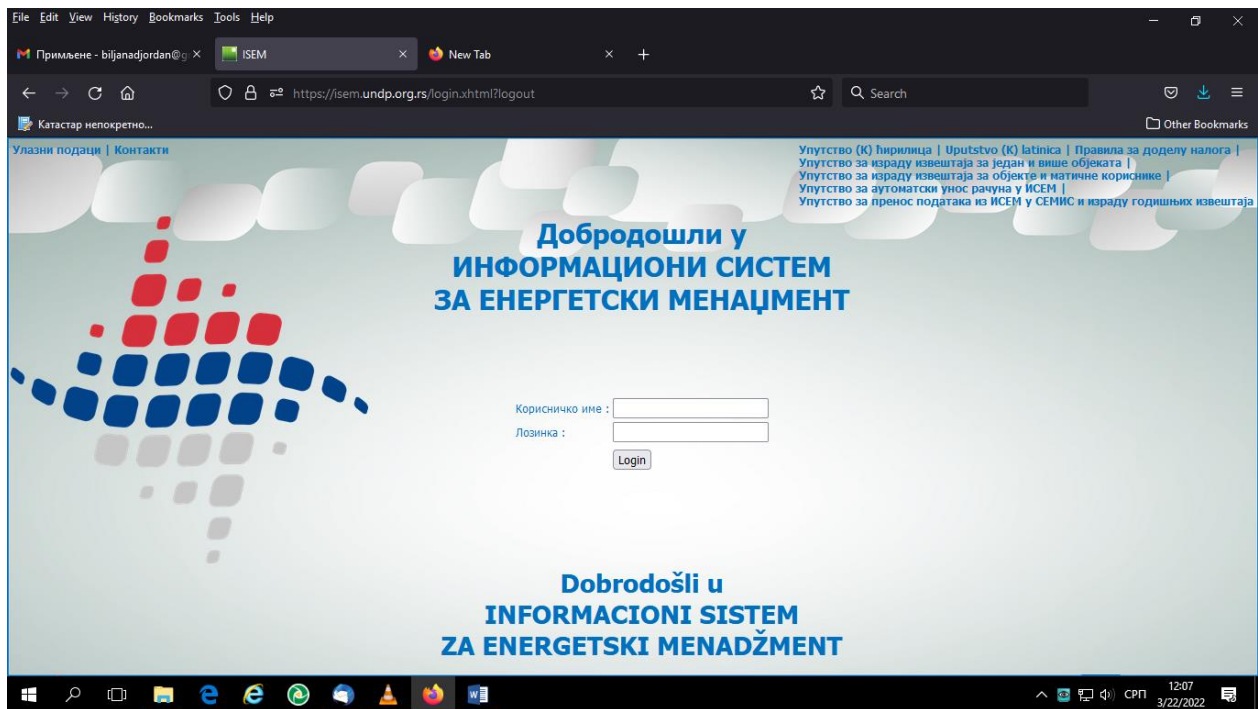 File Edit View History Bookmarks Tools Help
Примљене - biljanadjordan@g
ISEM
New Tab
https://isem.undp.org.rs/login.xhtml?logout
Search
Катастар непокретно...
Other Bookmarks
Улазни подаци | Контакти
Упутство (К) ћирилица | Uputstvo (K) latinica | Правила за доделу налога |
Упутство за израду извештаја за један и више објеката |
Упутство за израду извештаја за објекте и матичне кориснике |
Упутство за аутоматски унос рачуна у ИСЕМ |
Упутство за пренос података из ИСЕМ у СЕМИС и израду годишњих извештаја
Добродошли у
ИНФОРМАЦИОНИ СИСТЕМ
ЗА ЕНЕРГЕТСКИ МЕНАЏМЕНТ
Корисничко име :
Лозинка :
Login
Dobrodošli u
INFORMACIONI SISTEM
ZA ENERGETSKI MENADŽMENT
СРП
12:07
3/22/2022